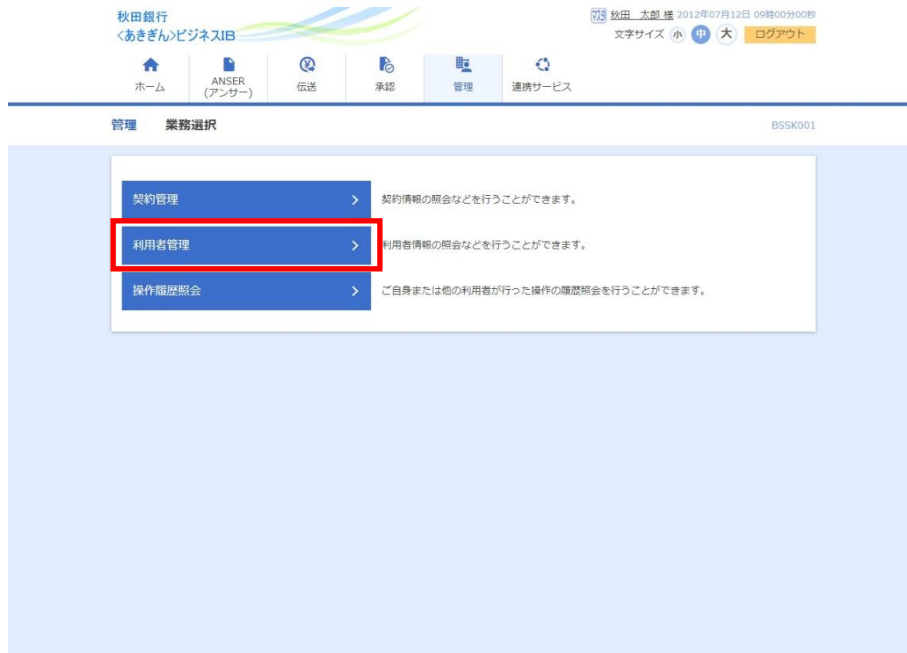 秋田銀行
<あきぎん>ビジネスIB
マスタ 秋田 太郎 様 2012年07月12日 09時00分00秒
文字サイズ 小 中 大 ログアウト
ホーム
ANSER
(アンサー)
伝送
承認
管理
連携サービス
管理 業務選択 BSSK001
契約管理 契約情報の照会などを行うことができます。
利用者管理 利用者情報の照会などを行うことができます。
操作履歴照会 ご自身または他の利用者が行った操作の履歴照会を行うことができます。